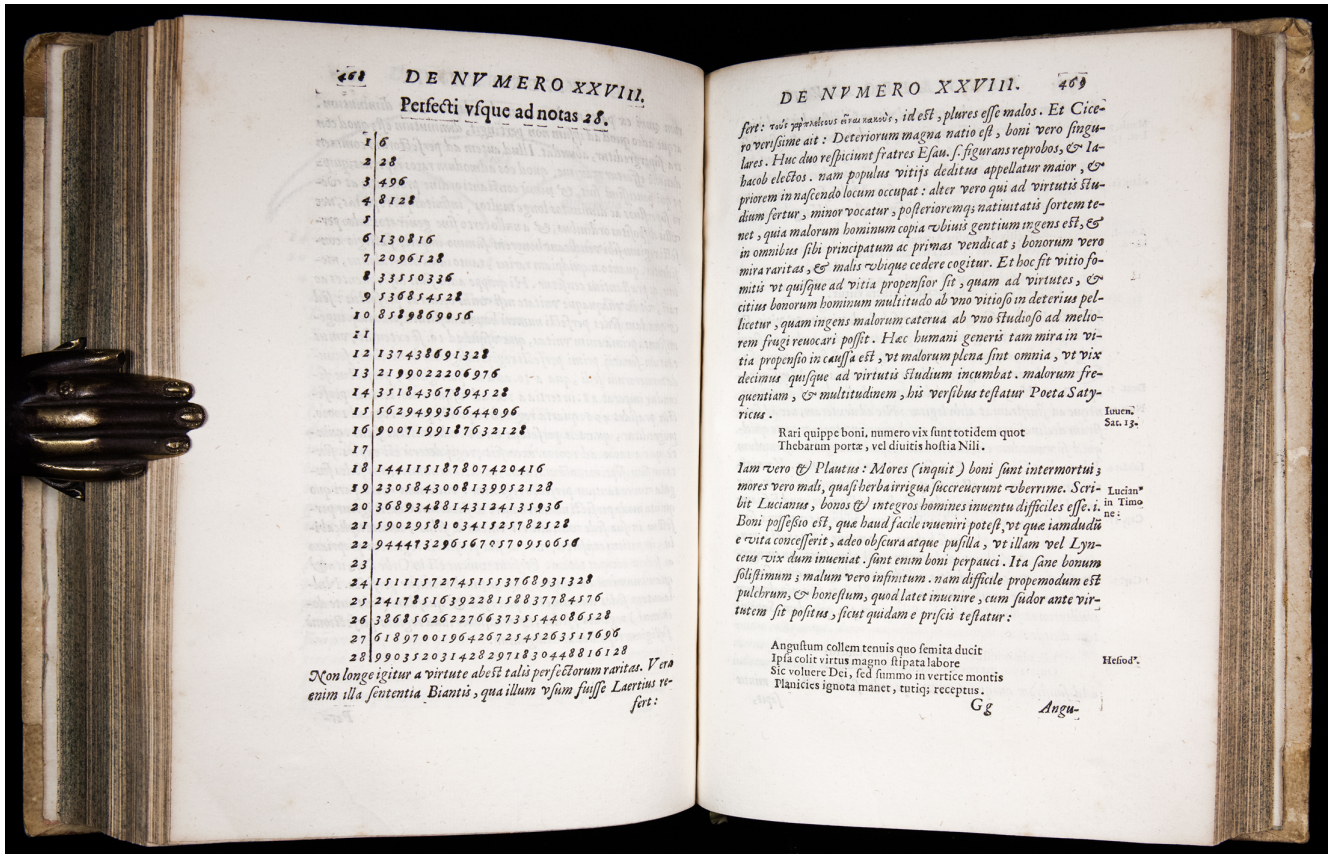 468 DE NVMERO XXVIII.
Perfecti vſque ad notas 28.
1 6
2 28
3 496
4 8128
5
6 130816
7 2096128
8 33550336
9 536854528
10 8589869056
11
12 137438691328
13 2199022206976
14 35184367894528
15 562949936644096
16 9007199187632128
17
18 144115187807420416
19 2305843008139952128
20 36893488143124135936
21 590295810341525782528
22 9444732965670570950656
23
24 151115727451553768931328
25 2417851639228158837784576
26 38685626227663735544086528
27 618970019642672545263517696
28 9903520314282971830448816128
Non longe igitur a virtute abest talis perfectorum raritas. Vera
enim illa ſententia Biantis, qua illum vſum fuiſſe Laertius re-
fert:
DE NVMERO XXVIII. 469
fert: εἶναι κακοὺς, id est, plures eſſe malos. Et Cice-
ro veriſſime ait: Deteriorum magna natio est, boni vero ſingu-
lares. Huc duo reſpiciunt fratres Eſau. ſ. figurans reprobos, & Ia-
hacob electos. nam populus vitijs deditus appellatur maior, &
priorem in naſcendo locum occupat: alter vero qui ad virtutis ſtu-
dium fertur, minor vocatur, poſterioremq; natiuitatis ſortem te-
net, quia malorum hominum copia vbiuis gentium ingens est, &
in omnibus ſibi principatum ac primas vendicat; bonorum vero
mira raritas, & malis vbique cedere cogitur. Et hoc fit vitio fo-
mitis vt quiſque ad vitia propenſior ſit, quam ad virtutes, &
citius bonorum hominum multitudo ab vno vitioſo in deterius pel-
licetur, quam ingens malorum caterua ab vno ſtudioſo ad melio-
rem frugi reuocari poſſit. Hæc humani generis tam mira in vi-
tia propenſio in cauſſa est, vt malorum plena ſint omnia, vt vix
decimus quiſque ad virtutis ſtudium incumbat. malorum fre-
quentiam, & multitudinem, his verſibus teſtatur Poeta Saty-
ricus.
Iuuen.
Sat. 13.
Rari quippe boni, numero vix ſunt totidem quot
Thebarum portæ, vel diuitis hoſtia Nili.
Iam vero & Plautus: Mores (inquit) boni ſunt intermortui;
mores vero mali, quaſi herba irrigua ſuccreuerunt vberrime. Scri-
bit Lucianus, bonos & integros homines inuentu difficiles eſſe. i.
Boni poſſeſsio est, quæ haud facile inueniri poteſt, vt quæ iamdudũ
e vita conceſſerit, adeo obſcura atque puſilla, vt illam vel Lyn-
ceus vix dum inueniat. ſunt enim boni perpauci. Ita ſane bonum
ſoliſtimum; malum vero infinitum. nam difficile propemodum est
pulchrum, & honeſtum, quod latet inuenire, cum ſudor ante vir-
tutem ſit poſitus, ſicut quidam e priſcis teſtatur:
Lucianꝰ
in Timo
ne:
Anguſtum collem tenuis quo ſemita ducit
Ipſa colit virtus magno ſtipata labore
Sic voluere Dei, ſed ſummo in vertice montis
Planicies ignota manet, tutiq; receptus.
Heſiodꝰ.
Gg Angu-